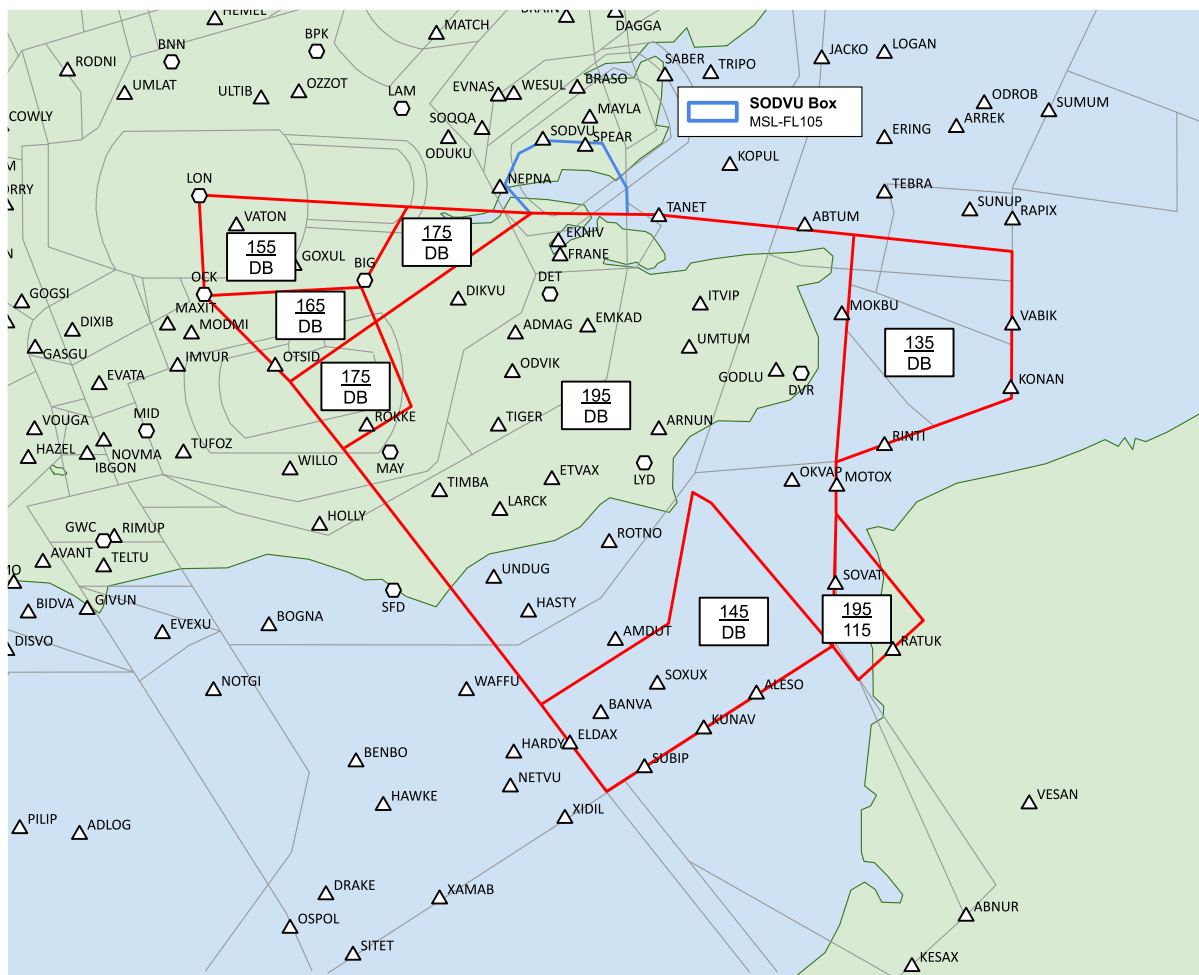 HEMEL
MATCH
BRAIN
DAGGA
BNN
BPK
RODNI
UMLAT
ULTIB
OZZOT
LAM
EVNAS
WESUL
BRASO
SABER
TRIPO
JACKO
LOGAN
COWLY
SOQQA
ODUKU
MAYLA
SODVU
SPEAR
SODVU Box
MSL-FL105
KOPUL
ERING
ODROB
ARREK
SUMUM
LON
NEPNA
TANET
ABTUM
TEBRA
SUNUP
RAPIX
ORRY
VATON
155
DB
GOXUL
BIG
175
DB
EKNIV
FRANE
OCK
DET
GOGSI
MAXIT
165
DB
DIKVU
ITVIP
MOKBU
VABIK
DIXIB
MODMI
ADMAG
EMKAD
UMTUM
135
DB
GASGU
IMVUR
OTSID
ODVIK
GODLU
DVR
KONAN
EVATA
175
DB
195
DB
VOUGA
MID
ROKKE
TIGER
ARNUN
RINTI
HAZEL
NOVMA
IBGON
TUFOZ
WILLO
MAY
ETVAX
LYD
OKVAP
MOTOX
TIMBA
LARCK
GWC
RIMUP
HOLLY
ROTNO
AVANT
TELTU
MO
UNDUG
SOVAT
BIDVA
GIVUN
SFD
HASTY
DISVO
EVEXU
BOGNA
AMDUT
145
DB
195
115
RATUK
NOTGI
WAFFU
SOXUX
ALESO
BANVA
KUNAV
BENBO
HARDY
ELDAX
SUBIP
HAWKE
NETVU
XIDIL
VESAN
PILIP
ADLOG
DRAKE
XAMAB
OSPOL
ABNUR
SITET
KESAX